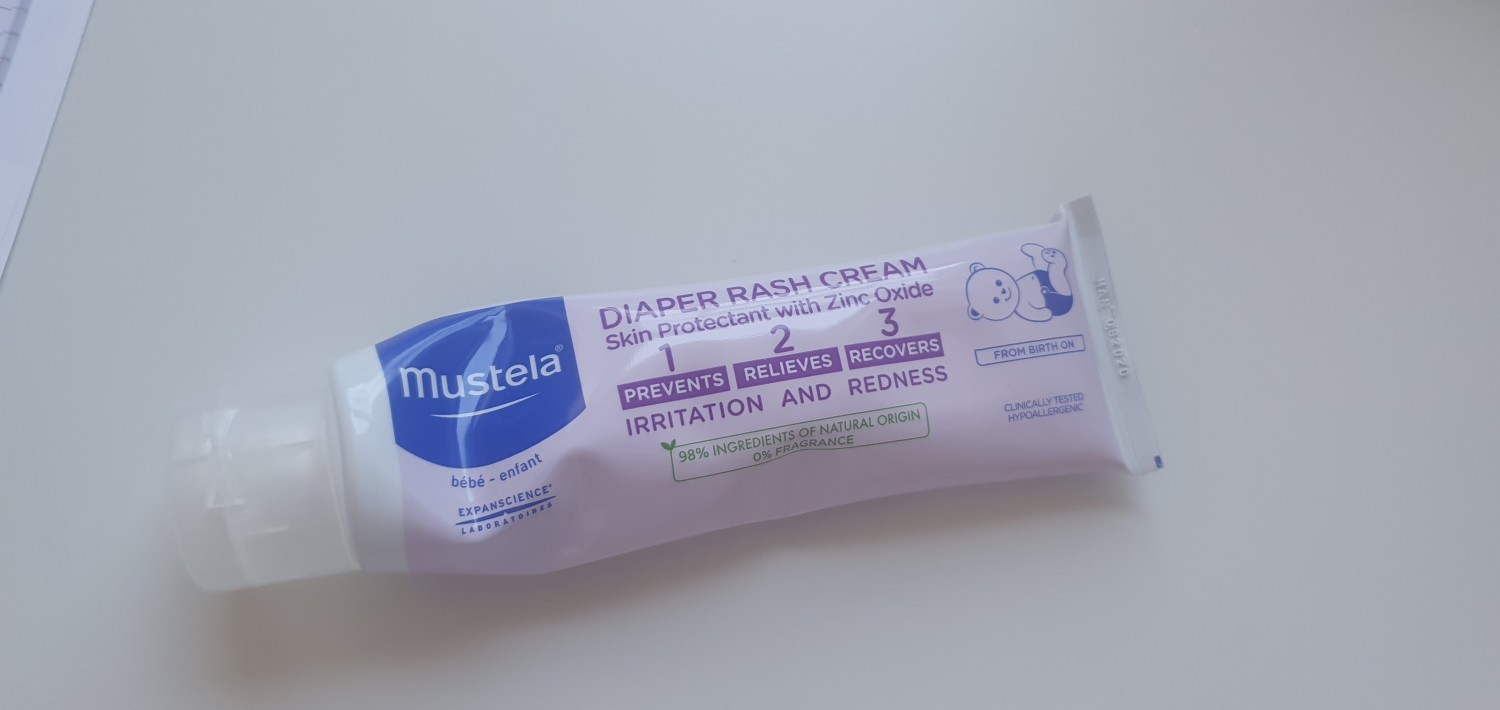 mustela®
bébé - enfant
EXPANSCIENCE®
LABORATOIRES
DIAPER RASH CREAM
Skin Protectant with Zinc Oxide
1 2 3
PREVENTS RELIEVES RECOVERS
IRRITATION AND REDNESS
98% INGREDIENTS OF NATURAL ORIGIN
0% FRAGRANCE
FROM BIRTH ON
CLINICALLY TESTED
HYPOALLERGENIC